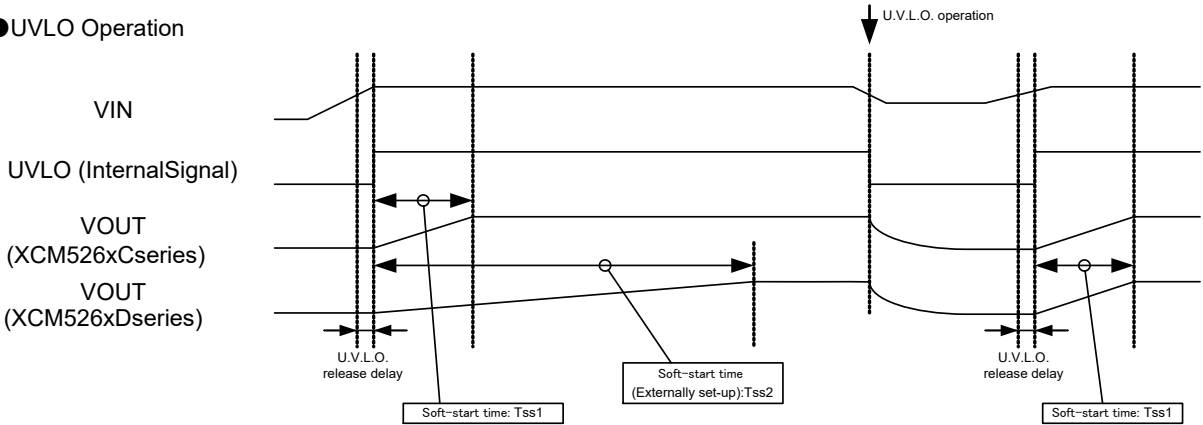 ●UVLO Operation
U.V.L.O. operation
VIN
UVLO (InternalSignal)
VOUT
(XCM526xCseries)
VOUT
(XCM526xDseries)
U.V.L.O.
release delay
Soft-start time
(Externally set-up):Tss2
Soft-start time: Tss1
U.V.L.O.
release delay
Soft-start time: Tss1